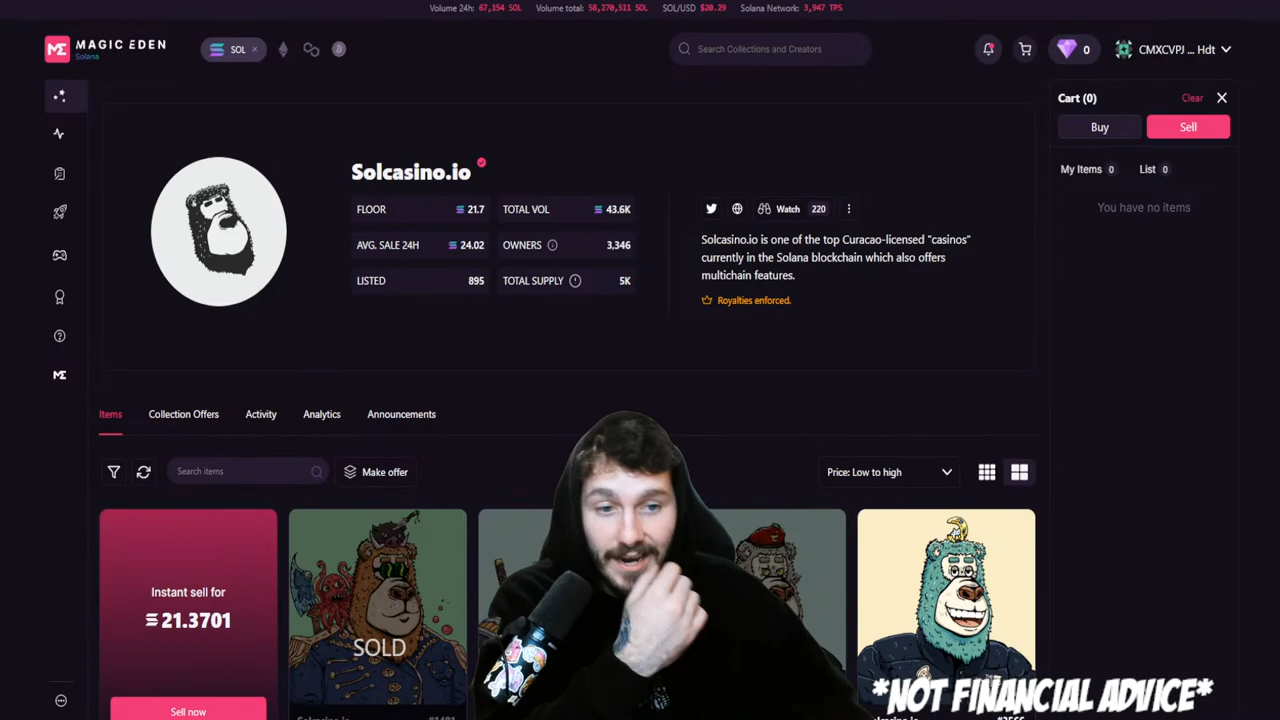 Volume 24h: 67,154 SOL Volume total: 58,270,511 SOL SOL/USD $20.29 Solana Network: 3,947 TPS
MAGIC EDEN
Solana
SOL
Search Collections and Creators
0
CMXCVPJ ... Hdt
Cart (0)
Clear
Buy
Sell
My Items 0
List 0
You have no items
Solcasino.io
FLOOR 21.7
TOTAL VOL 43.6K
AVG. SALE 24H 24.02
OWNERS 3,346
LISTED 895
TOTAL SUPPLY 5K
Watch 220
Solcasino.io is one of the top Curacao-licensed "casinos"
currently in the Solana blockchain which also offers
multichain features.
Royalties enforced.
Items
Collection Offers
Activity
Analytics
Announcements
Search items
Make offer
Price: Low to high
Instant sell for
21.3701
Sell now
SOLD
*NOT FINANCIAL ADVICE*